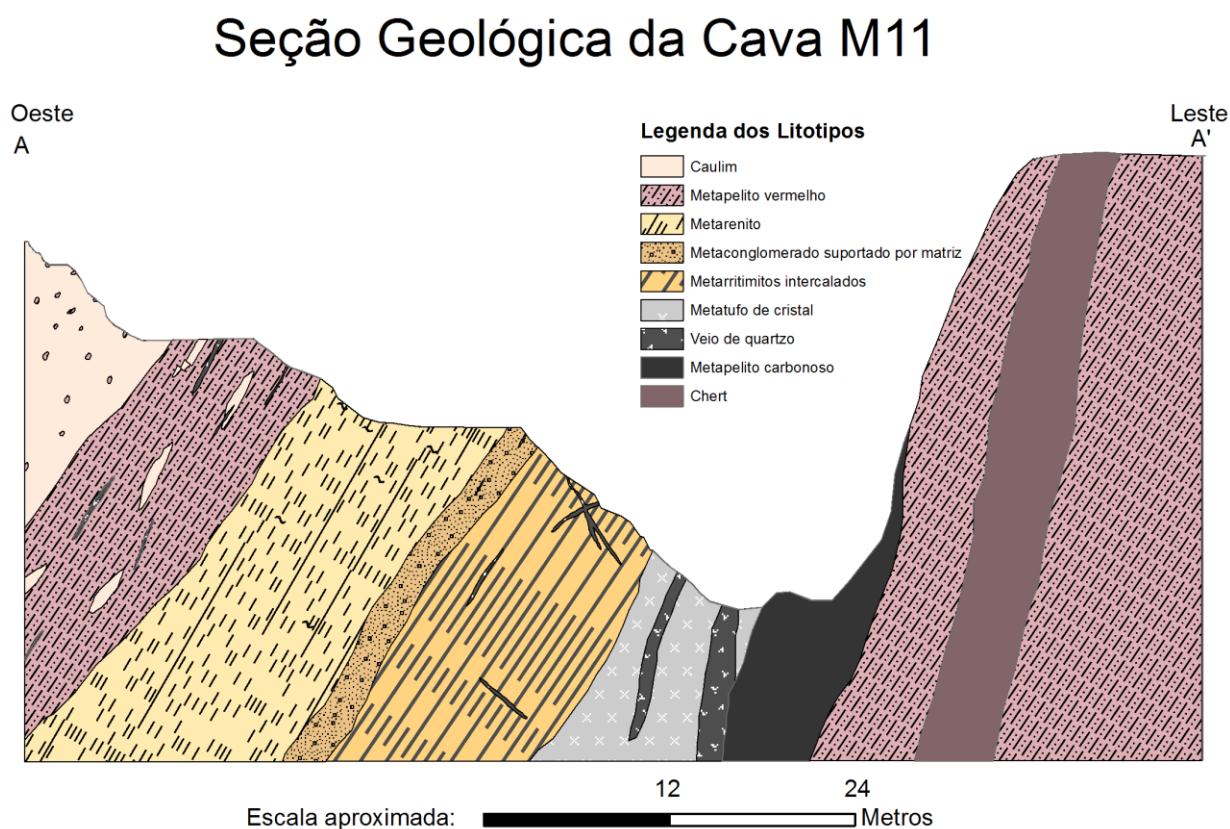 Seção Geológica da Cava M11
Oeste
A
Leste
A'
Legenda dos Litotipos
Caulim
Metapelito vermelho
Metarenito
Metaconglomerado suportado por matriz
Metarritimitos intercalados
Metatufo de cristal
Veio de quartzo
Metapelito carbonoso
Chert
12 24
Escala aproximada: Metros